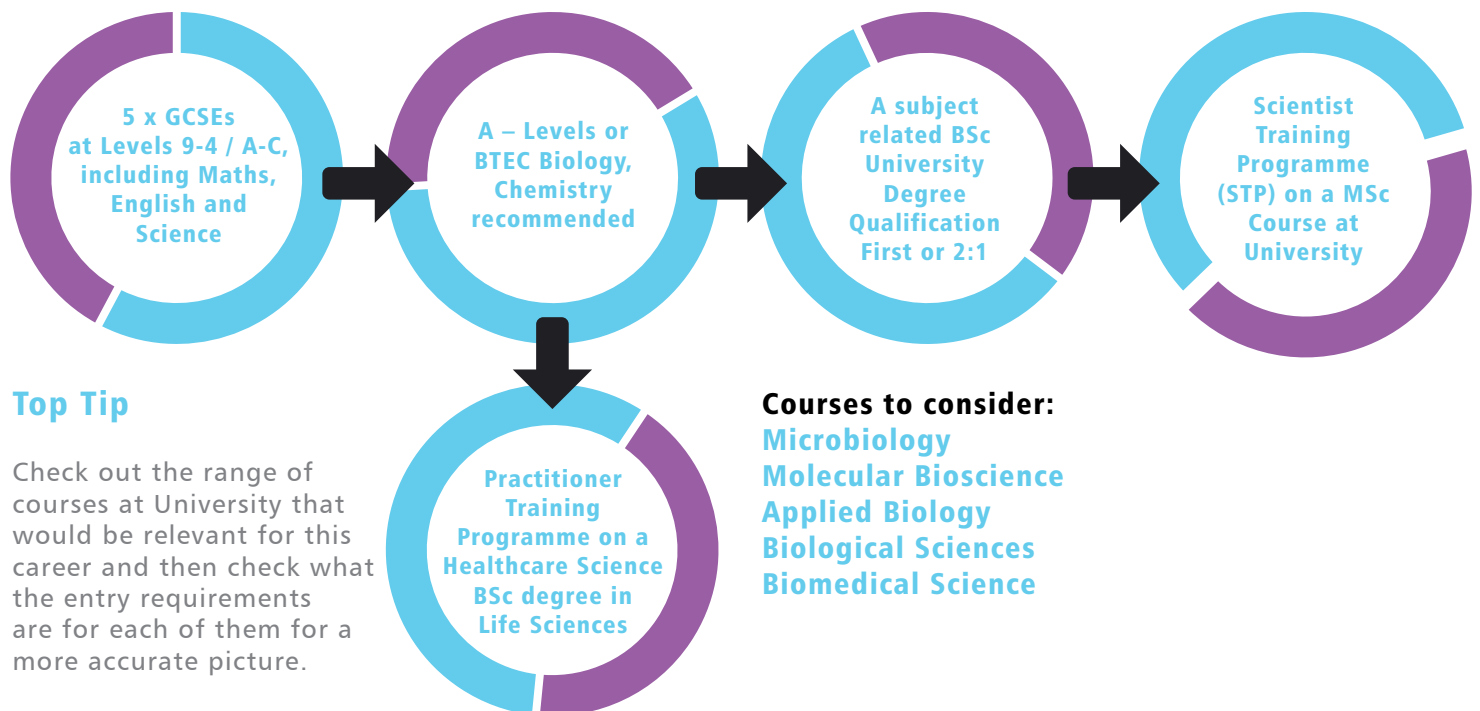 5 x GCSEs
at Levels 9-4 / A-C,
including Maths,
English and
Science
A – Levels or
BTEC Biology,
Chemistry
recommended
A subject
related BSc
University
Degree
Qualification
First or 2:1
Scientist
Training
Programme
(STP) on a MSc
Course at
University
Top Tip
Check out the range of
courses at University that
would be relevant for this
career and then check what
the entry requirements
are for each of them for a
more accurate picture.
Practitioner
Training
Programme on a
Healthcare Science
BSc degree in
Life Sciences
Courses to consider:
Microbiology
Molecular Bioscience
Applied Biology
Biological Sciences
Biomedical Science